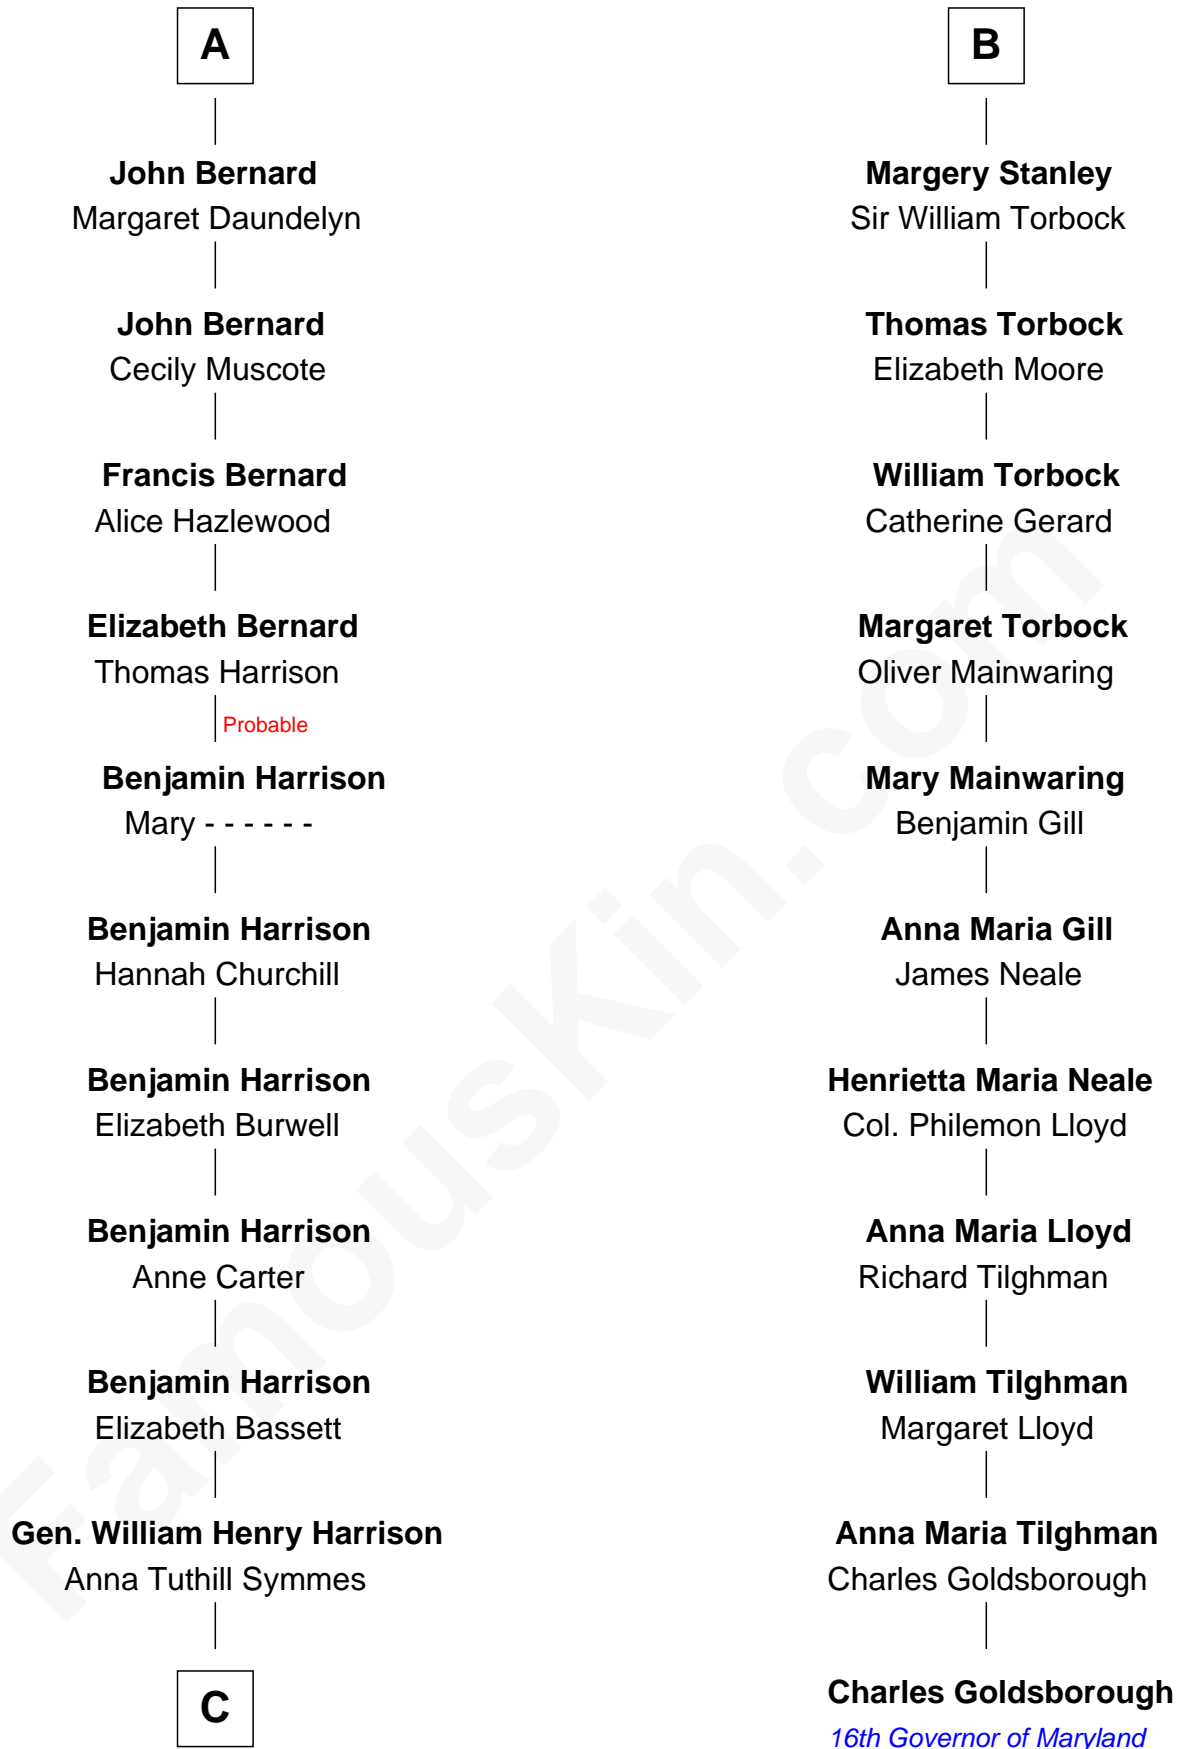 A
John Bernard
Margaret Daundelyn
John Bernard
Cecily Muscote
Francis Bernard
Alice Hazlewood
Elizabeth Bernard
Thomas Harrison
Probable
Benjamin Harrison
Mary - - - - - -
Benjamin Harrison
Hannah Churchill
Benjamin Harrison
Elizabeth Burwell
Benjamin Harrison
Anne Carter
Benjamin Harrison
Elizabeth Bassett
Gen. William Henry Harrison
Anna Tuthill Symmes
C
B
Margery Stanley
Sir William Torbock
Thomas Torbock
Elizabeth Moore
William Torbock
Catherine Gerard
Margaret Torbock
Oliver Mainwaring
Mary Mainwaring
Benjamin Gill
Anna Maria Gill
James Neale
Henrietta Maria Neale
Col. Philemon Lloyd
Anna Maria Lloyd
Richard Tilghman
William Tilghman
Margaret Lloyd
Anna Maria Tilghman
Charles Goldsborough
Charles Goldsborough
16th Governor of Maryland
FamousKin.com